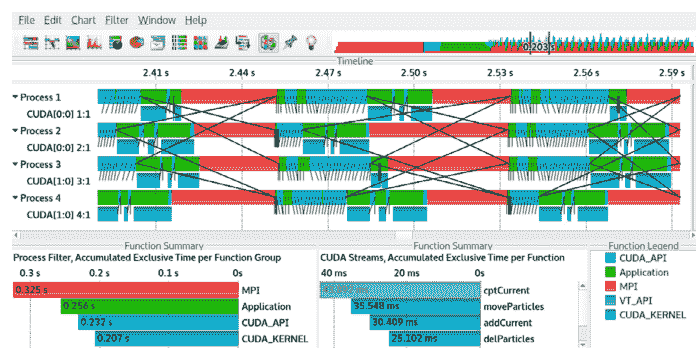 File Edit Chart Filter Window Help
0.203 s
Timeline
2.41 s 2.44 s 2.47 s 2.50 s 2.53 s 2.56 s 2.59 s
Process 1
CUDA[0:0] 1:1
Process 2
CUDA[0:0] 2:1
Process 3
CUDA[1:0] 3:1
Process 4
CUDA[1:0] 4:1
Function Summary
Process Filter, Accumulated Exclusive Time per Function Group
0.3 s 0.2 s 0.1 s 0s
0.325 s MPI
0.256 s Application
0.232 s CUDA_API
0.207 s CUDA_KERNEL
Function Summary
CUDA Streams, Accumulated Exclusive Time per Function
40 ms 20 ms 0s
cptCurrent
35.548 ms moveParticles
30.409 ms addCurrent
25.102 ms delParticles
Function Legend
CUDA_API
Application
MPI
VT_API
CUDA_KERNEL